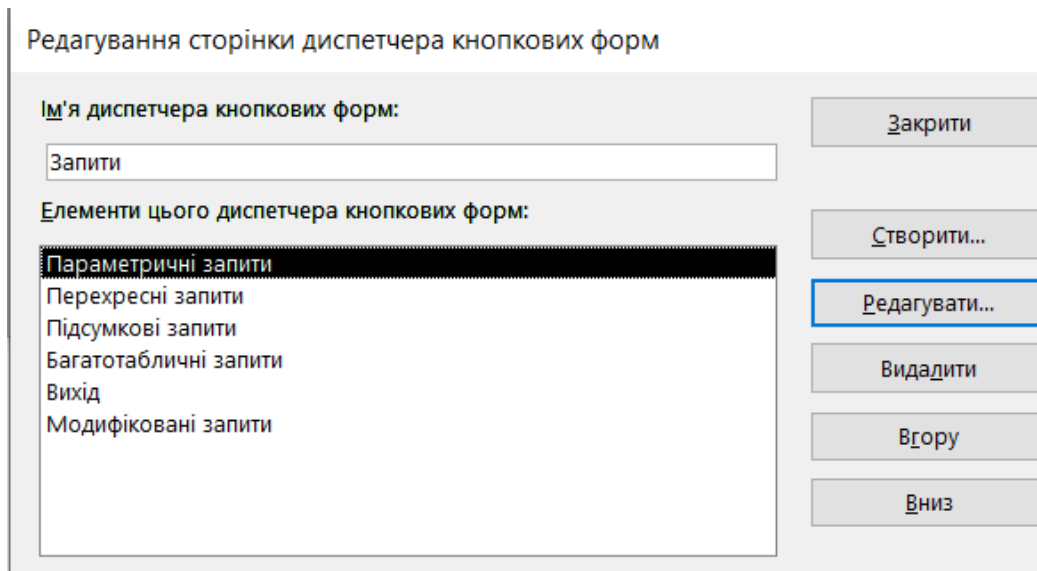 Редагування сторінки диспетчера кнопкових форм
Ім'я диспетчера кнопкових форм:
Закрити
Запити
Елементи цього диспетчера кнопкових форм:
Створити...
Параметричні запити
Перехресні запити
Редагувати...
Підсумкові запити
Багатотабличні запити
Видалити
Вихід
Модифіковані запити
Вгору
Вниз